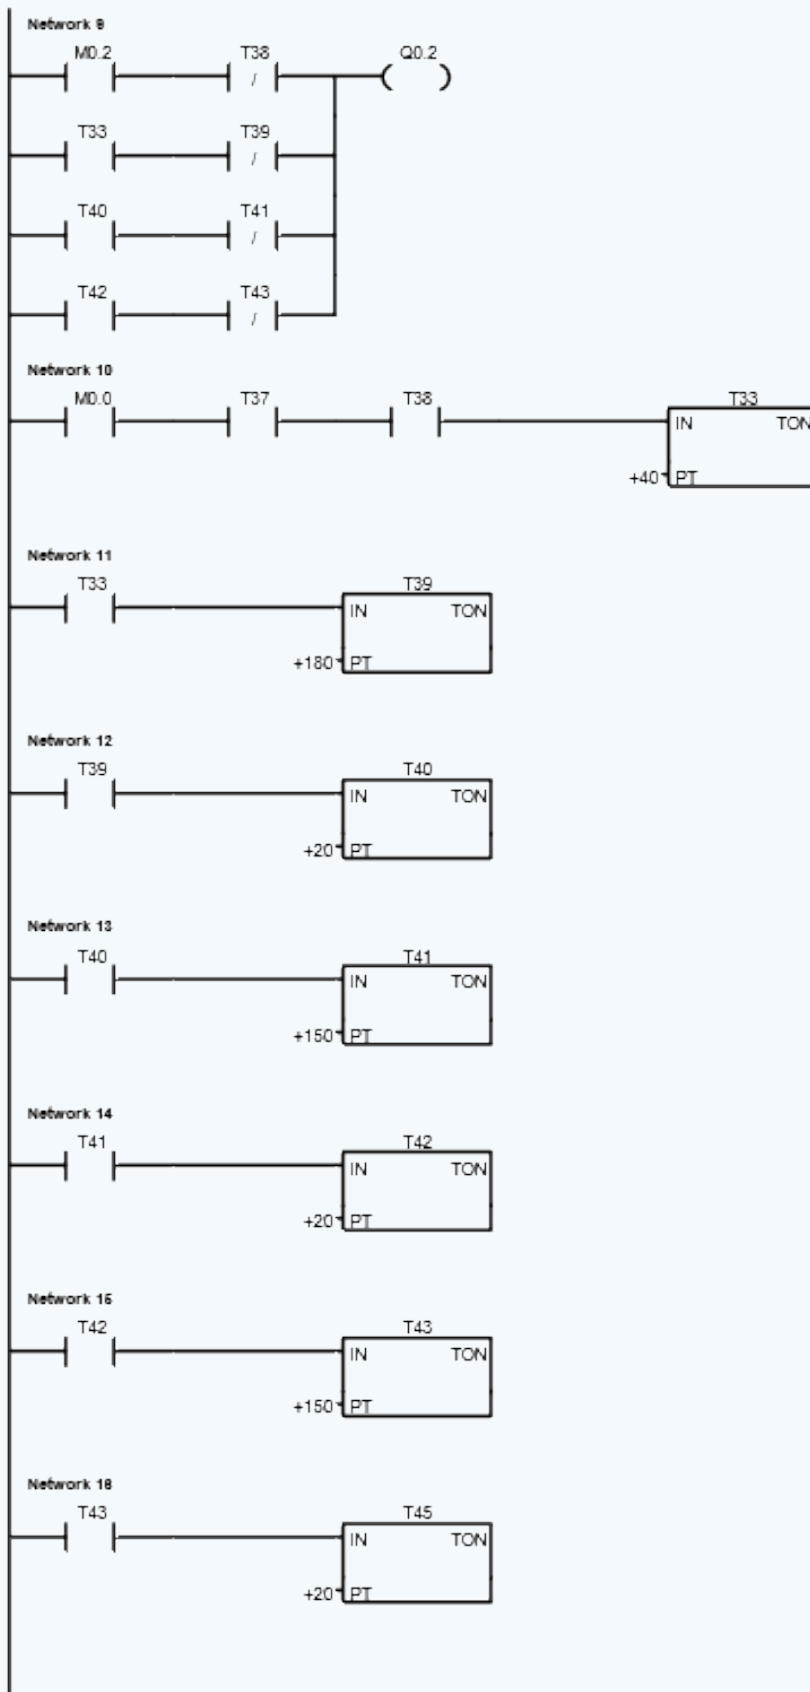 Network 9
M0.2 T38 Q0.2
/
T33 T39
/
T40 T41
/
T42 T43
/
Network 10
M0.0 T37 T38 T33
IN TON
+40 PT
Network 11
T33 T39
IN TON
+180 PT
Network 12
T39 T40
IN TON
+20 PT
Network 13
T40 T41
IN TON
+150 PT
Network 14
T41 T42
IN TON
+20 PT
Network 15
T42 T43
IN TON
+150 PT
Network 16
T43 T45
IN TON
+20 PT